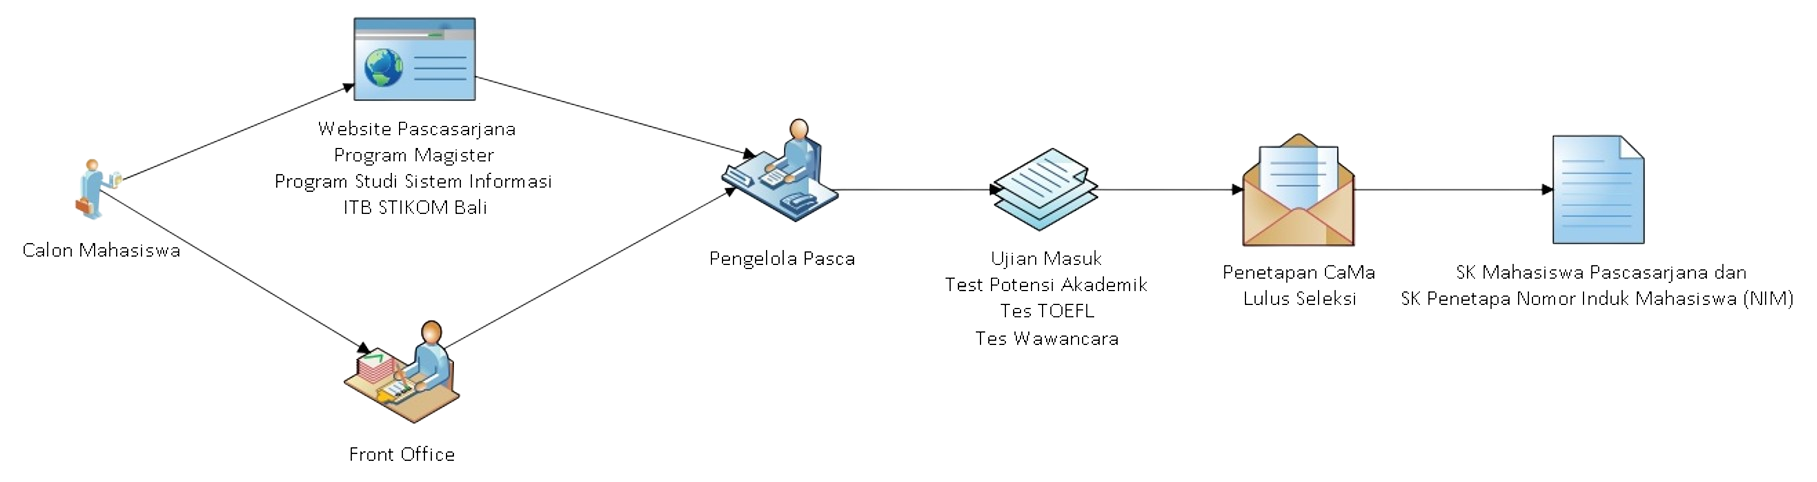 Website Pascasarjana
Program Magister
Program Studi Sistem Informasi
ITB STIKOM Bali
Calon Mahasiswa
Front Office
Pengelola Pasca
Ujian Masuk
Test Potensi Akademik
Tes TOEFL
Tes Wawancara
Penetapan CaMa
Lulus Seleksi
SK Mahasiswa Pascasarjana dan
SK Penetapa Nomor Induk Mahasiswa (NIM)